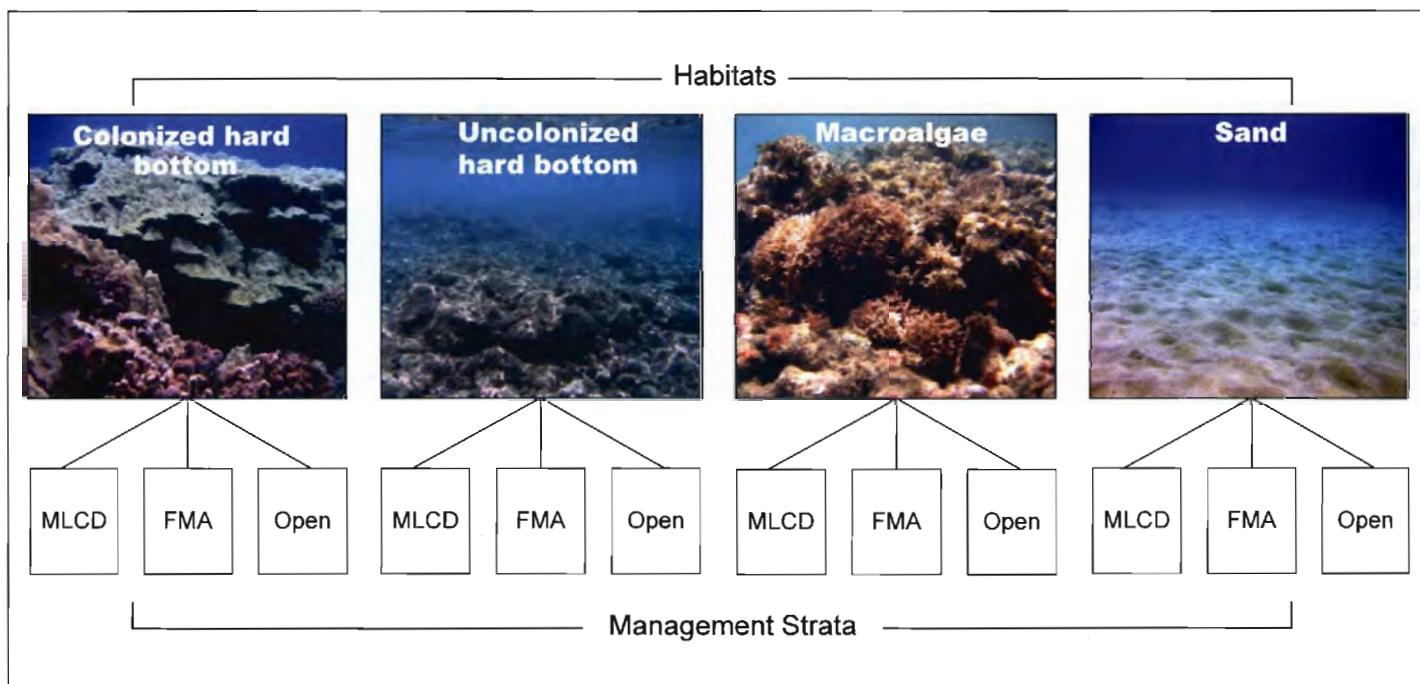 Habitats
Colonized hard
bottom
Uncolonized
hard bottom
Macroalgae
Sand
MLCD
FMA
Open
MLCD
FMA
Open
MLCD
FMA
Open
MLCD
FMA
Open
Management Strata